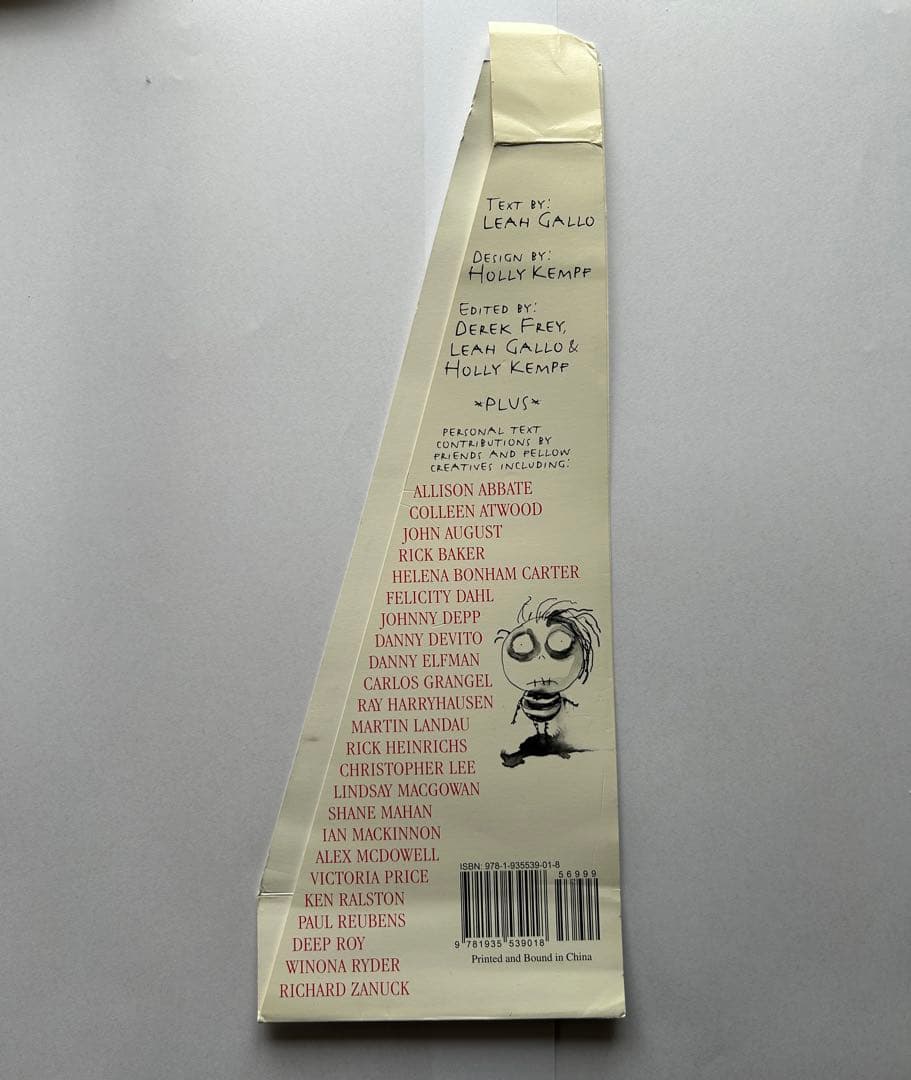 TEXT BY:
LEAH GALLO
DESIGN BY:
HOLLY KEMPF
EDITED BY:
DEREK FREY,
LEAH GALLO &
HOLLY KEMPF
*PLUS*
PERSONAL TEXT
CONTRIBUTIONS BY
FRIENDS AND FELLOW
CREATIVES INCLUDING:
ALLISON ABBATE
COLLEEN ATWOOD
JOHN AUGUST
RICK BAKER
HELENA BONHAM CARTER
FELICITY DAHL
JOHNNY DEPP
DANNY DEVITO
DANNY ELFMAN
CARLOS GRANGEL
RAY HARRYHAUSEN
MARTIN LANDAU
RICK HEINRICHS
CHRISTOPHER LEE
LINDSAY MACGOWAN
SHANE MAHAN
IAN MACKINNON
ALEX MCDOWELL
VICTORIA PRICE
KEN RALSTON
PAUL REUBENS
DEEP ROY
WINONA RYDER
RICHARD ZANUCK
ISBN: 978-1-935539-01-8
56999
9 781935 539018
Printed and Bound in China